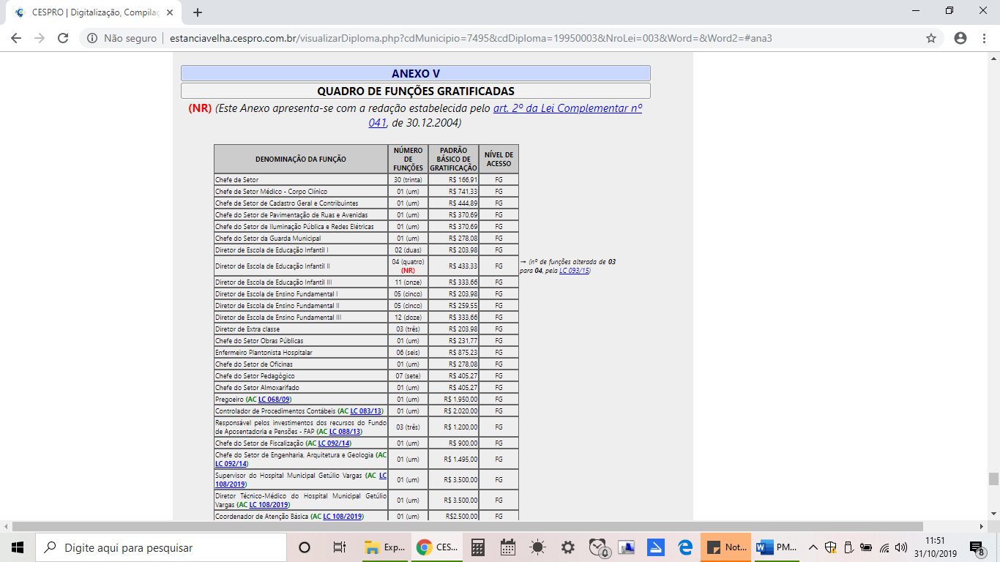 CESPRO | Digitalização, Compilaç
Não seguro
estanciavelha.cespro.com.br/visualizarDiploma.php?cdMunicipio=7495&cdDiploma=19950003&NroLei=003&Word=&Word2=#ana3
ANEXO V
QUADRO DE FUNÇÕES GRATIFICADAS
(NR) (Este Anexo apresenta-se com a redação estabelecida pelo art. 2º da Lei Complementar nº
041, de 30.12.2004)
DENOMINAÇÃO DA FUNÇÃO NÚMERO DE FUNÇÕES PADRÃO BÁSICO DE GRATIFICAÇÃO NÍVEL DE ACESSO
Chefe de Setor 30 (trinta) R$ 166,91 FG
Chefe de Setor Médico - Corpo Clínico 01 (um) R$ 741,33 FG
Chefe de Setor de Cadastro Geral e Contribuintes 01 (um) R$ 444,89 FG
Chefe do Setor de Pavimentação de Ruas e Avenidas 01 (um) R$ 370,69 FG
Chefe do Setor de Iluminação Pública e Redes Elétricas 01 (um) R$ 370,69 FG
Chefe do Setor da Guarda Municipal 01 (um) R$ 278,08 FG
Diretor de Escola de Educação Infantil I 02 (duas) R$ 203,98 FG
Diretor de Escola de Educação Infantil II 04 (quatro) (NR) R$ 433,33 FG → (nº de funções alterada de 03
para 04, pela LC 093/15)
Diretor de Escola de Educação Infantil III 11 (onze) R$ 333,66 FG
Diretor de Escola de Ensino Fundamental I 05 (cinco) R$ 203,98 FG
Diretor de Escola de Ensino Fundamental II 05 (cinco) R$ 259,55 FG
Diretor de Escola de Ensino Fundamental III 12 (doze) R$ 333,66 FG
Diretor de Extra classe 03 (três) R$ 203,98 FG
Chefe do Setor Obras Públicas 01 (um) R$ 231,77 FG
Enfermeiro Plantonista Hospitalar 06 (seis) R$ 875,23 FG
Chefe do Setor de Oficinas 01 (um) R$ 278,08 FG
Chefe do Setor Pedagógico 07 (sete) R$ 405,27 FG
Chefe do Setor Almoxarifado 01 (um) R$ 405,27 FG
Pregoeiro (AC LC 068/09) 01 (um) R$ 1.950,00 FG
Controlador de Procedimentos Contábeis (AC LC 083/13) 01 (um) R$ 2.020,00 FG
Responsável pelos investimentos dos recursos do Fundo
de Aposentadoria e Pensões - FAP (AC LC 088/13) 03 (três) R$ 1.200,00 FG
Chefe do Setor de Fiscalização (AC LC 092/14) 01 (um) R$ 900,00 FG
Chefe do Setor de Engenharia, Arquitetura e Geologia (AC
LC 092/14) 01 (um) R$ 1.495,00 FG
Supervisor do Hospital Municipal Getúlio Vargas (AC LC
108/2019) 01 (um) R$ 3.500,00 FG
Diretor Técnico-Médico do Hospital Municipal Getúlio
Vargas (AC LC 108/2019) 01 (um) R$ 3.500,00 FG
Coordenador de Atenção Básica (AC LC 108/2019) 01 (um) R$2.500,00 FG
Digite aqui para pesquisar
Exp...
CES...
Not...
PM...
11:51
31/10/2019
8